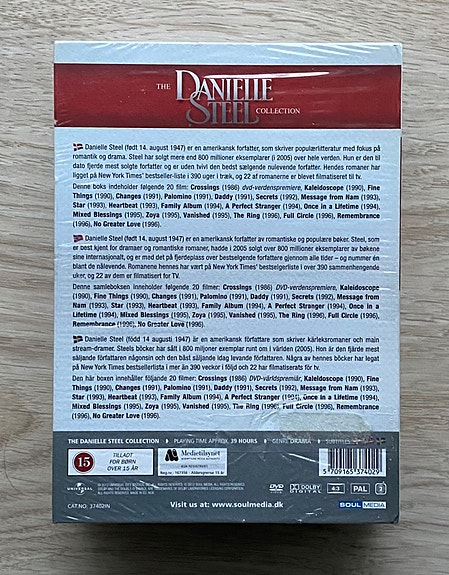 THE DANIELLE
STEEL COLLECTION
Danielle Steel (født 14. august 1947) er en amerikansk forfatter, som skriver populærlitteratur med fokus på
romantik og drama. Steel har solgt mere end 800 millioner eksemplarer (i 2005) over hele verden. Hun er den til
dato fjerde mest solgte forfatter og er uden tvivl den bedst sælgende nulevende forfatter. Hendes romaner har
ligget på New York Times' bestseller-liste i 390 uger i træk, og 22 af romanerne er blevet filmatiseret til tv.
Denne boks indeholder følgende 20 film: Crossings (1986) dvd-verdenspremiere, Kaleidoscope (1990), Fine
Things (1990), Changes (1991), Palomino (1991), Daddy (1991), Secrets (1992), Message from Nam (1993),
Star (1993), Heartbeat (1993), Family Album (1994), A Perfect Stranger (1994), Once in a Lifetime (1994),
Mixed Blessings (1995), Zoya (1995), Vanished (1995), The Ring (1996), Full Circle (1996), Remembrance
(1996), No Greater Love (1996).
Danielle Steel (født 14. august 1947) er en amerikansk forfatter av romantiske og populære bøker. Steel, som
er best kjent for dramaer og romantiske romaner, hadde i 2005 solgt over 800 millioner eksemplarer av bøkene
sine internasjonalt, og er med det på fjerdeplass over bestselgende forfattere gjennom alle tider – og nummer én
blant de nålevende. Romanene hennes har vært på New York Times' bestselgerliste i over 390 sammenhengende
uker, og 22 av dem er filmatisert for TV.
Denne samleboksen inneholder følgende 20 filmer: Crossings (1986) DVD-verdenspremiere, Kaleidoscope
(1990), Fine Things (1990), Changes (1991), Palomino (1991), Daddy (1991), Secrets (1992), Message from
Nam (1993), Star (1993), Heartbeat (1993), Family Album (1994), A Perfect Stranger (1994), Once in a
Lifetime (1994), Mixed Blessings (1995), Zoya (1995), Vanished (1995), The Ring (1996), Full Circle (1996),
Remembrance (1996), No Greater Love (1996).
Danielle Steel (född 14 augusti 1947) är en amerikansk författare som skriver kärleksromaner och main
stream-dramer. Steels böcker har sålt i 800 miljoner exemplar runt om i världen (2005). Hon är den fjärde mest
säljande författaren någonsin och den bäst säljande idag levande författaren. Några av hennes böcker har legat
på New York Times bestsellerlista i mer än 390 veckor i följd och 22 har filmatiserats för tv.
Den här boxen innehåller följande 20 filmer: Crossings (1986) DVD-världspremiär, Kaleidoscope (1990), Fine
Things (1990), Changes (1991), Palomino (1991), Daddy (1991), Secrets (1992), Message from Nam (1993),
Star (1993), Heartbeat (1993), Family Album (1994), A Perfect Stranger (1994), Once in a Lifetime (1994),
Mixed Blessings (1995), Zoya (1995), Vanished (1995), The Ring (1996), Full Circle (1996), Remembrance
(1996), No Greater Love (1996).
THE DANIELLE STEEL COLLECTION PLAYING TIME APPROX. 39 HOURS GENRE DRAMA SUBTITLES
15
TILLADT
FOR BØRN
OVER 15 ÅR
Medietilsynet
5 709165 374029
UNIVERSAL
DVD
DOLBY
DIGITAL
4:3
PAL
2
CAT.NO. 37402IN
Visit us at: www.soulmedia.dk
SOUL MEDIA